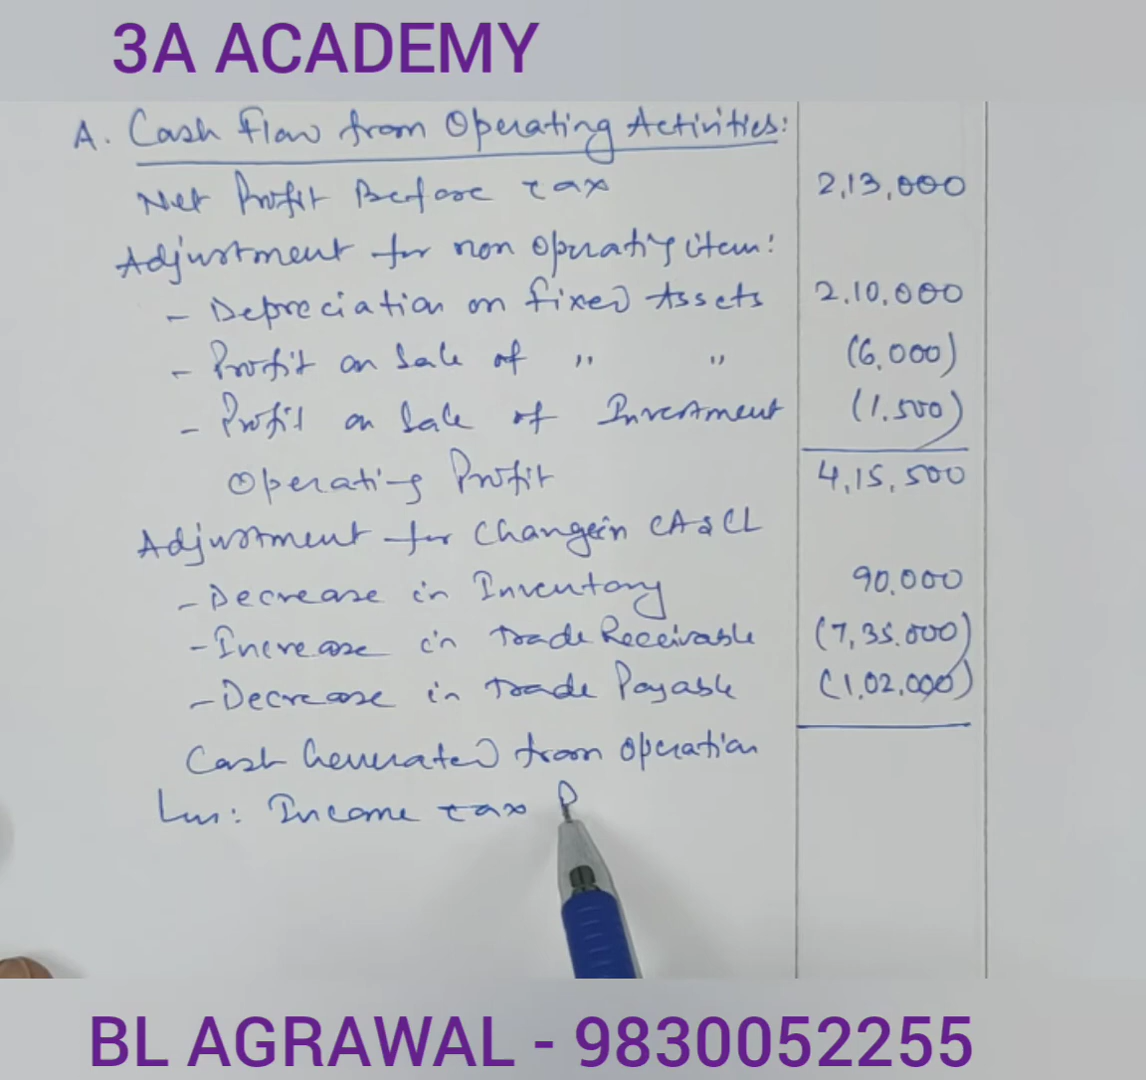 3A ACADEMY
A. Cash Flow from Operating Activities:
Net Profit Before tax 2,13,000
Adjustment for non operating item:
- Depreciation on fixed Assets 2,10,000
- Profit on Sale of " " (6,000)
- Profit on Sale of Investment (1,500)
Operating Profit 4,15,500
Adjustment for Change in CA & CL
- Decrease in Inventory 90,000
- Increase in trade Receivable (7,35,000)
- Decrease in trade Payable (1,02,000)
Cash Generated from operation
Less: Income tax P
BL AGRAWAL - 9830052255